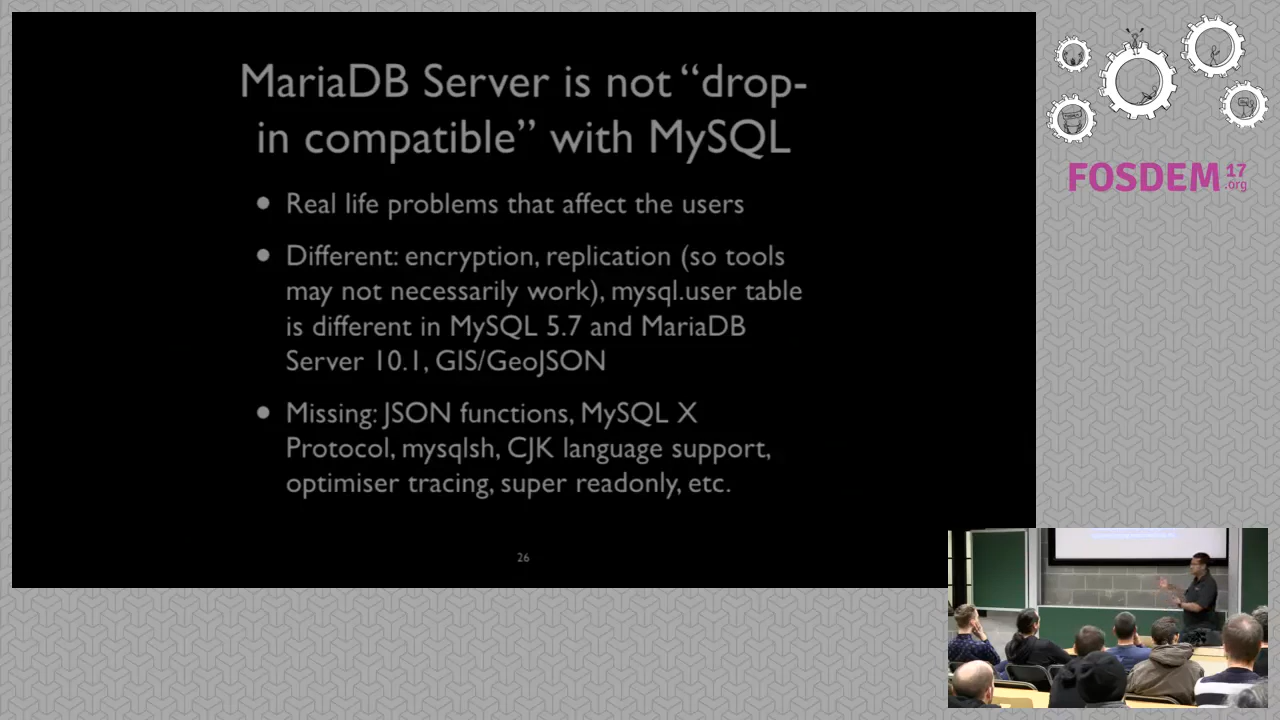 MariaDB Server is not “drop-
in compatible” with MySQL
• Real life problems that affect the users
• Different: encryption, replication (so tools
may not necessarily work), mysql.user table
is different in MySQL 5.7 and MariaDB
Server 10.1, GIS/GeoJSON
• Missing: JSON functions, MySQL X
Protocol, mysqlsh, CJK language support,
optimiser tracing, super readonly, etc.
26
FOSDEM 17
.org